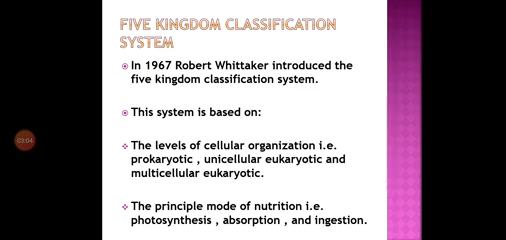 FIVE KINGDOM CLASSIFICATION
SYSTEM
In 1967 Robert Whittaker introduced the
five kingdom classification system.
This system is based on:
The levels of cellular organization i.e.
prokaryotic , unicellular eukaryotic and
multicellular eukaryotic.
The principle mode of nutrition i.e.
photosynthesis , absorption , and ingestion.
03:04